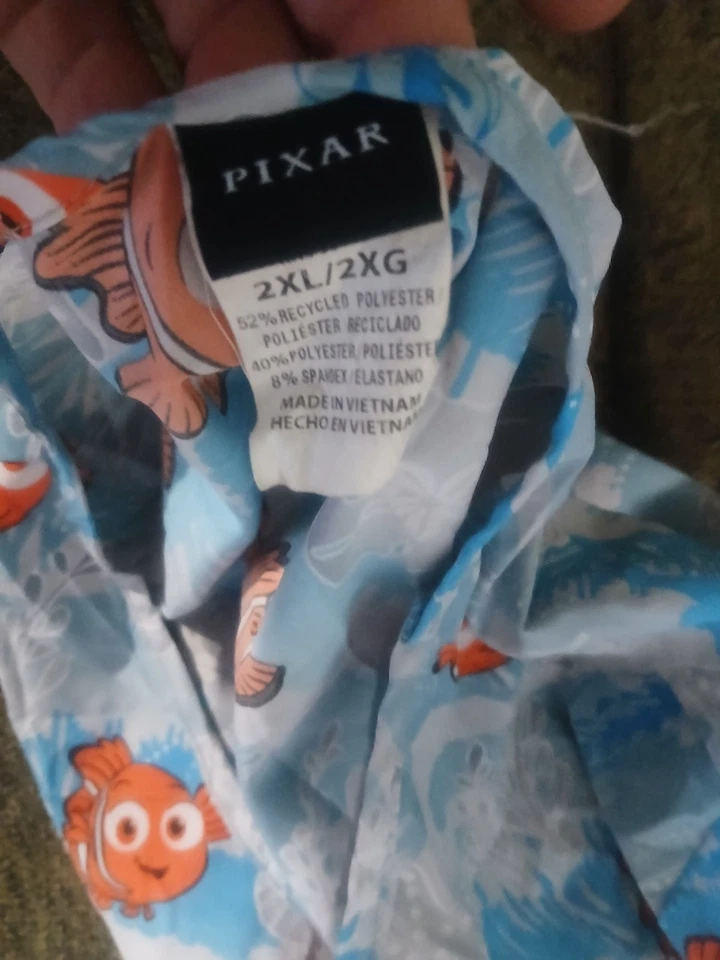 PIXAR
2XL/2XG
52% RECYCLED POLYESTER
POLIÉSTER RECICLADO
40% POLYESTER/POLIÉSTE
8% SPANDEX/ELASTANO
MADE IN VIETNAM
HECHO EN VIETNAM